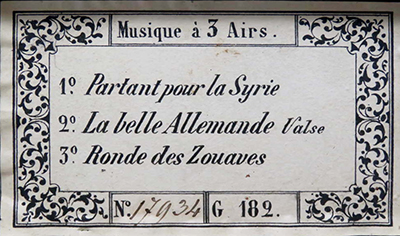 Musique à 3 Airs.
1º Partant pour la Syrie
2º La belle Allemande Valse
3º Ronde des Zouaves
Nº 17934 G 182.